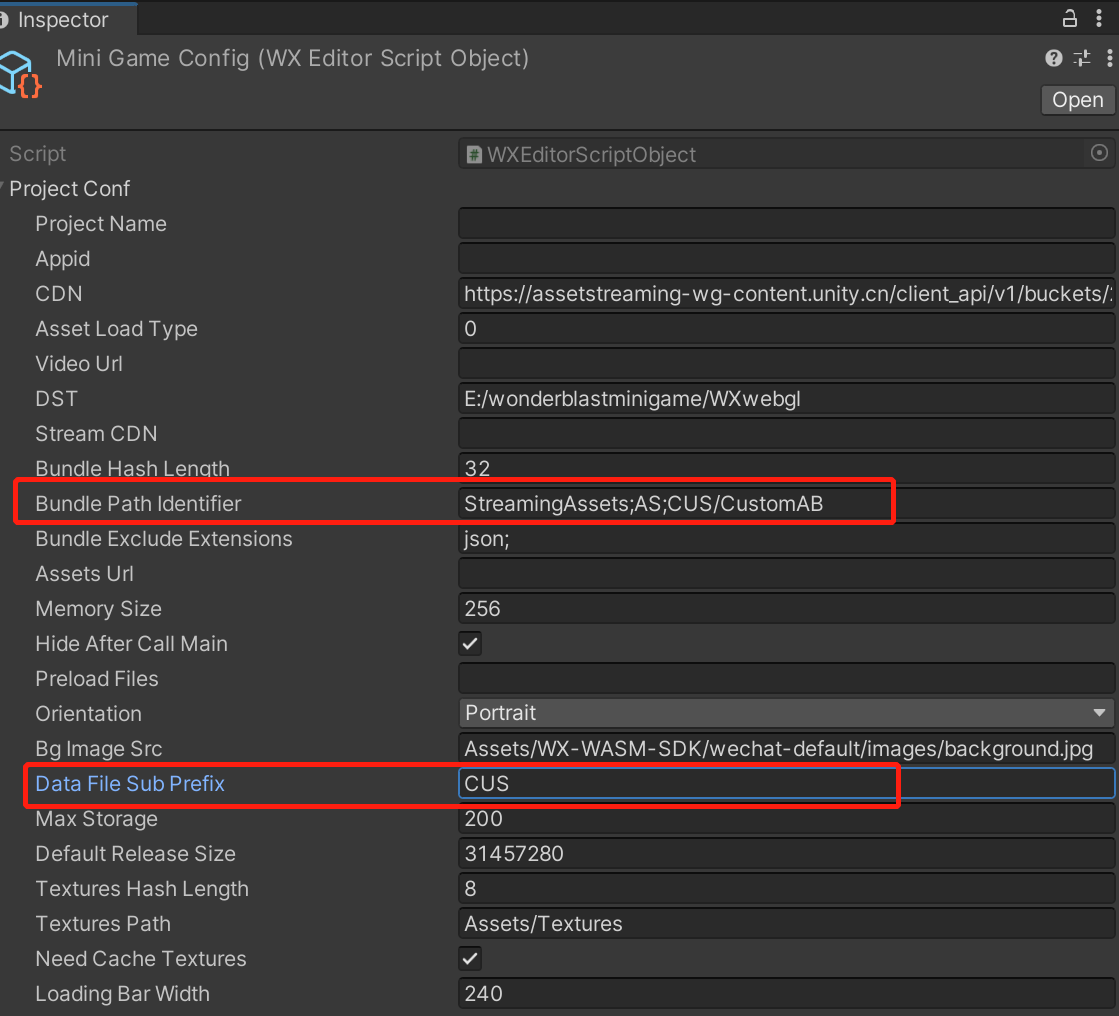 Inspector
Mini Game Config (WX Editor Script Object)
Open
Script # WXEditorScriptObject
Project Conf
Project Name
Appid
CDN https://assetstreaming-wg-content.unity.cn/client_api/v1/buckets/
Asset Load Type 0
Video Url
DST E:/wonderblastminigame/WXwebgl
Stream CDN
Bundle Hash Length 32
Bundle Path Identifier StreamingAssets;AS;CUS/CustomAB
Bundle Exclude Extensions json;
Assets Url
Memory Size 256
Hide After Call Main
Preload Files
Orientation Portrait
Bg Image Src Assets/WX-WASM-SDK/wechat-default/images/background.jpg
Data File Sub Prefix CUS
Max Storage 200
Default Release Size 31457280
Textures Hash Length 8
Textures Path Assets/Textures
Need Cache Textures
Loading Bar Width 240